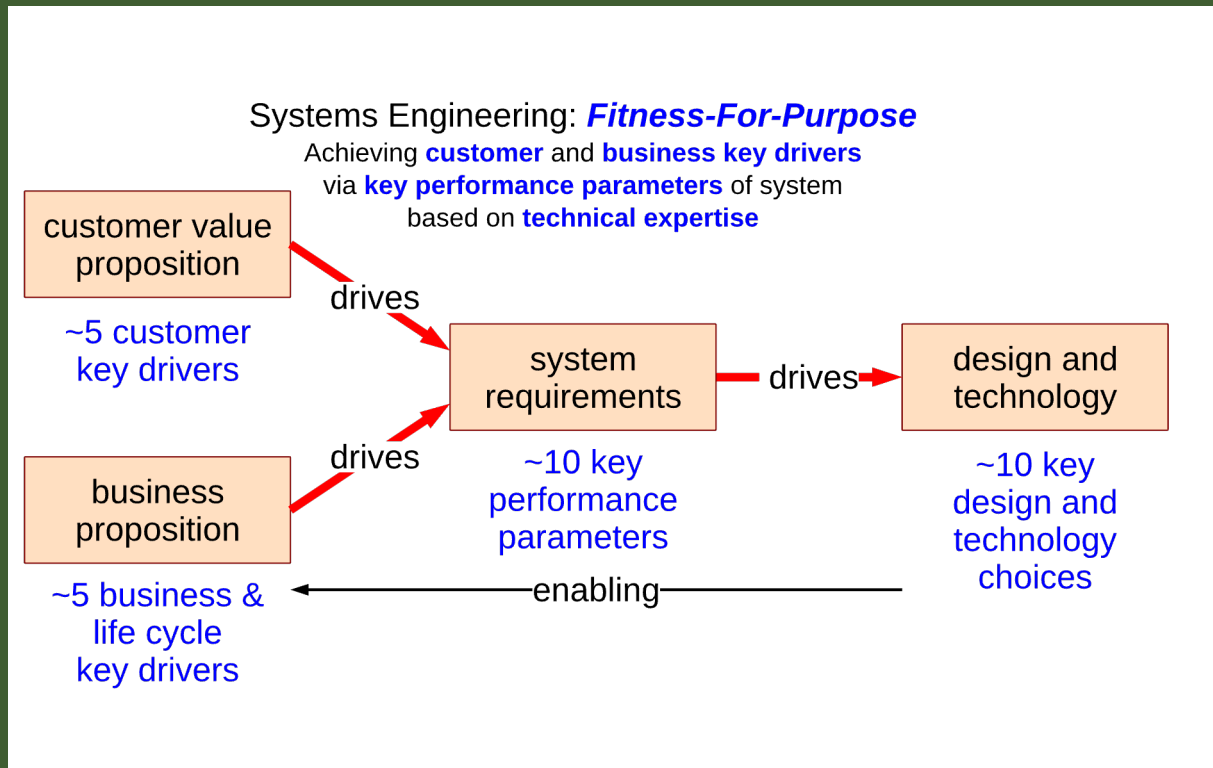 Systems Engineering: Fitness-For-Purpose
Achieving customer and business key drivers
via key performance parameters of system
based on technical expertise
customer value
proposition
~5 customer
key drivers
drives
system
requirements
~10 key
performance
parameters
drives
design and
technology
~10 key
design and
technology
choices
drives
business
proposition
~5 business &
life cycle
key drivers
enabling